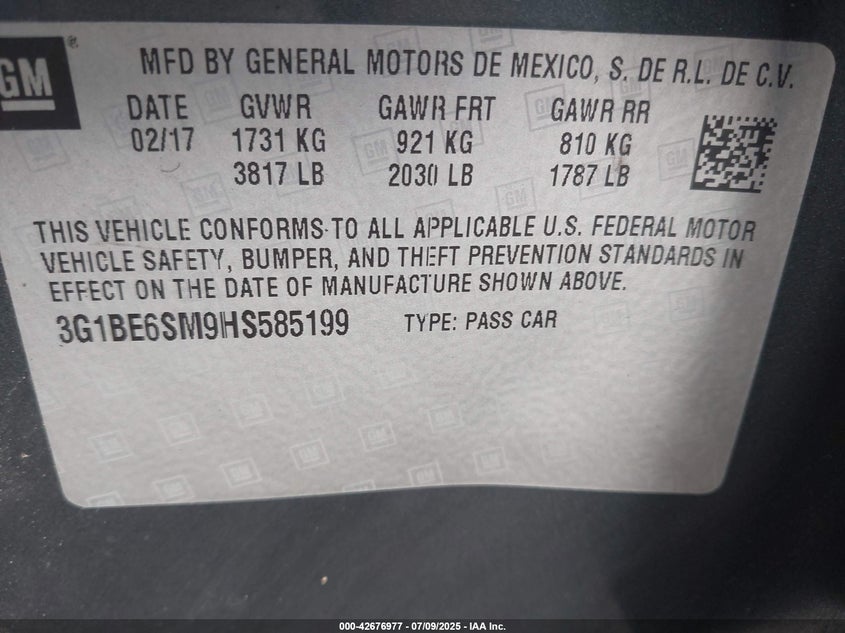 GM ®
MFD BY GENERAL MOTORS DE MEXICO, S. DE R.L. DE C.V.
DATE GVWR GAWR FRT GAWR RR
02/17 1731 KG 921 KG 810 KG
3817 LB 2030 LB 1787 LB
THIS VEHICLE CONFORMS TO ALL APPLICABLE U.S. FEDERAL MOTOR
VEHICLE SAFETY, BUMPER, AND THEFT PREVENTION STANDARDS IN
EFFECT ON THE DATE OF MANUFACTURE SHOWN ABOVE.
3G1BE6SM9HS585199 TYPE: PASS CAR
000-42676977 - 07/09/2025 - IAA Inc.